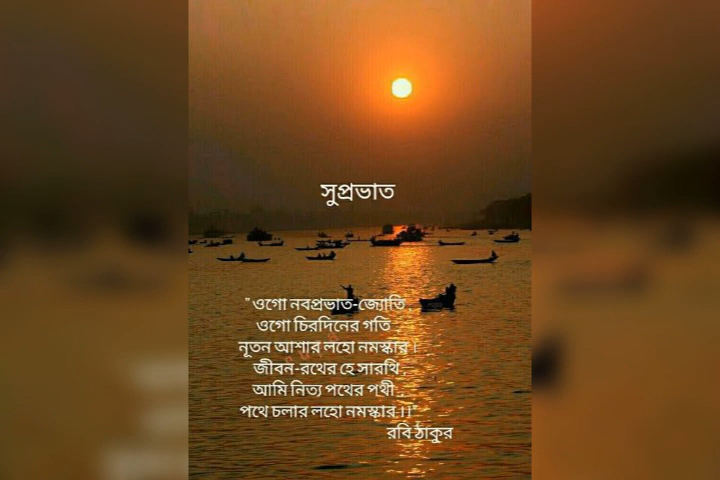 সুপ্রভাত
" ওগো নবপ্রভাত-জ্যোতি
ওগো চিরদিনের গতি
নূতন আশার লহো নমস্কার ।
জীবন-রথের হে সারথি ,
আমি নিত্য পথের পথী ,
পথে চলার লহো নমস্কার ।।"
রবি ঠাকুর